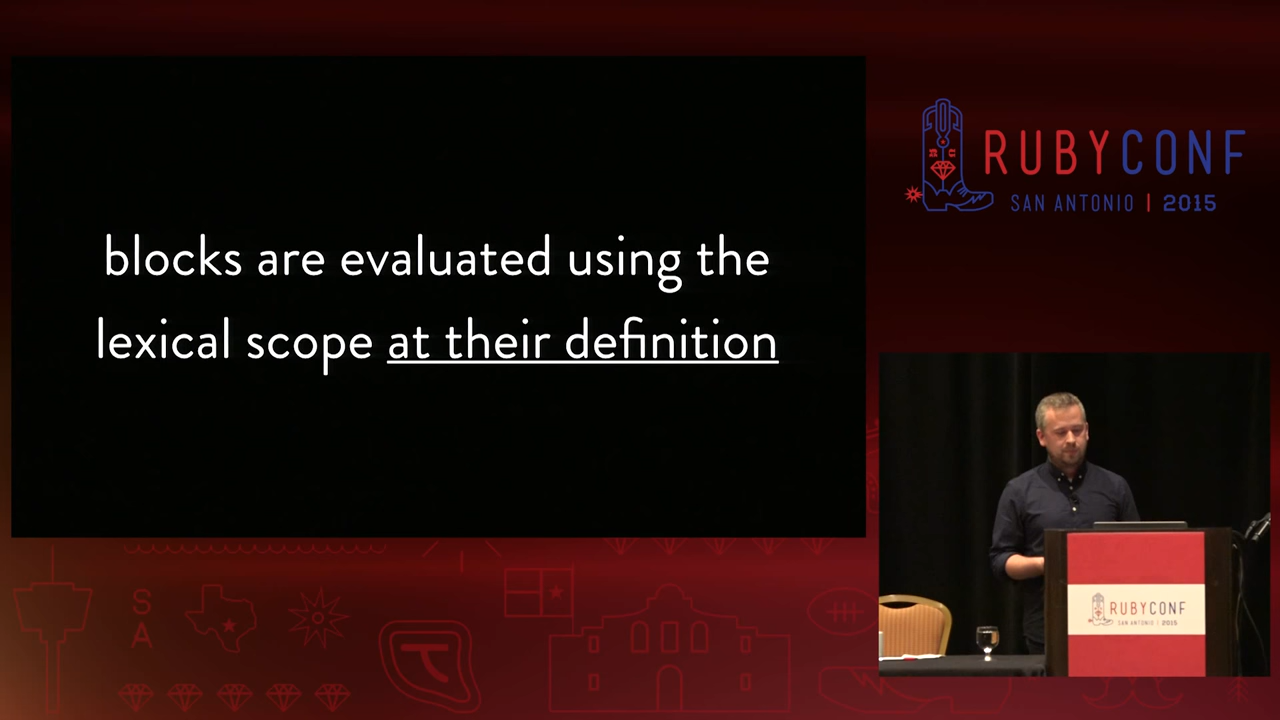 blocks are evaluated using the
lexical scope at their definition
RUBYCONF
SAN ANTONIO | 2015
S
A
RUBYCONF
SAN ANTONIO | 2015